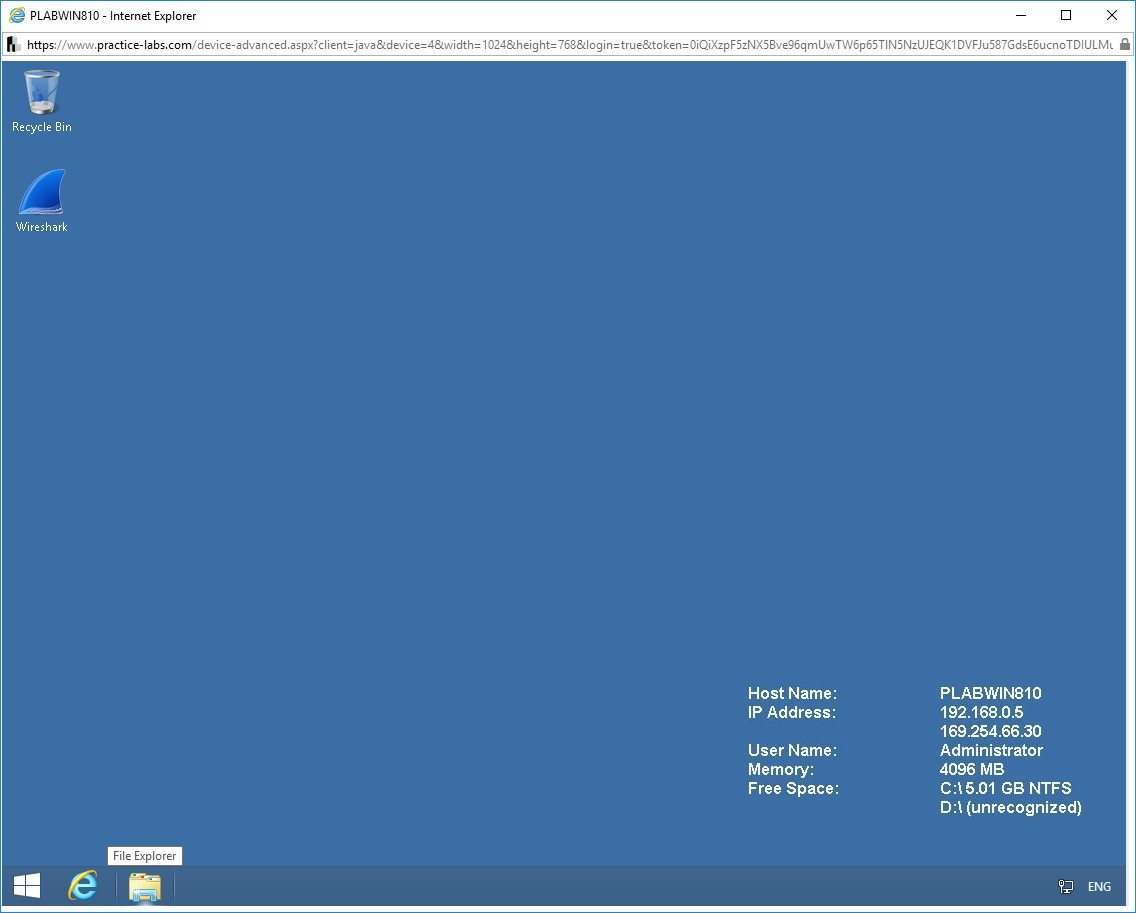 PLABWIN810 - Internet Explorer
https://www.practice-labs.com/device-advanced.aspx?client=java&device=4&width=1024&height=768&login=true&token=
Recycle Bin
Wireshark
Host Name: PLABWIN810
IP Address: 192.168.0.5
169.254.66.30
User Name: Administrator
Memory: 4096 MB
Free Space: C:\ 5.01 GB NTFS
D:\ (unrecognized)
File Explorer
ENG